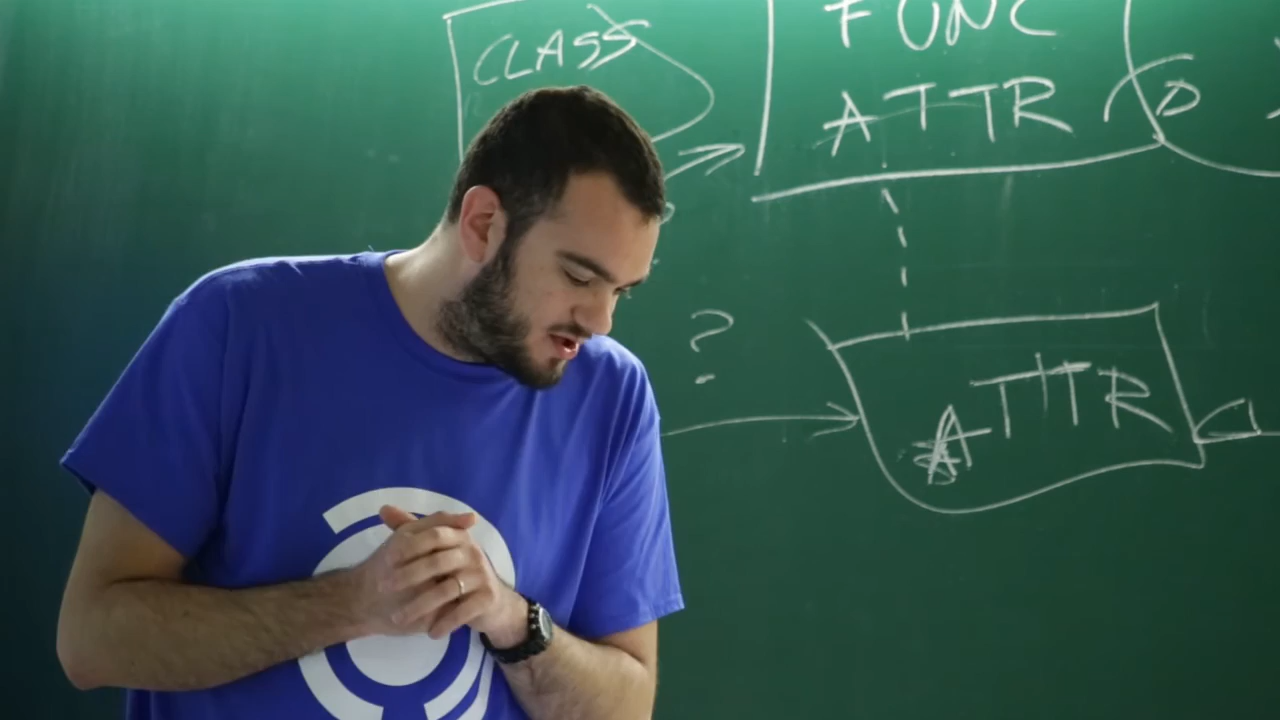 CLASS
FUNC
ATTR
D
?
ATTR